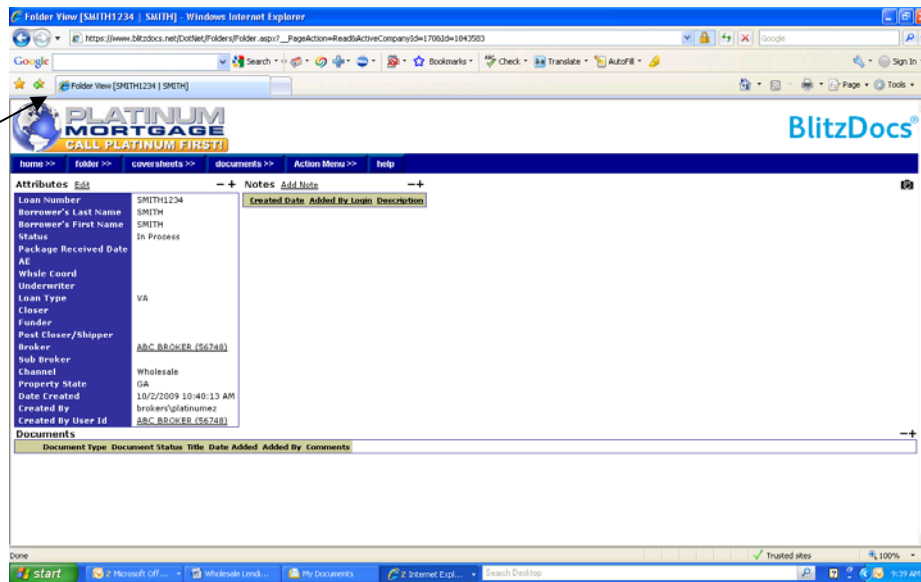 Folder View [SMITH1234 | SMITH] - Windows Internet Explorer
https://www.blitzdocs.net/DotNet/Folders/Folder.aspx?__PageAction=Read&ActiveCompanyId=170&Id=1043583
Google
Google Search Bookmarks Check Translate AutoFill Sign In
Folder View [SMITH1234 | SMITH] Page Tools
PLATINUM
MORTGAGE
CALL PLATINUM FIRST!
BlitzDocs®
home >> folder >> coversheets >> documents >> Action Menu >> help
Attributes Edit − + Notes Add Note −+
Created Date Added By Login Description
Loan Number SMITH1234
Borrower's Last Name SMITH
Borrower's First Name SMITH
Status In Process
Package Received Date
AE
Whsle Coord
Underwriter
Loan Type VA
Closer
Funder
Post Closer/Shipper
Broker ABC BROKER (56748)
Sub Broker
Channel Wholesale
Property State GA
Date Created 10/2/2009 10:40:13 AM
Created By brokers\platinumez
Created By User Id ABC BROKER (56748)
Documents −+
Document Type Document Status Title Date Added Added By Comments
Done Trusted sites 100%
start 2 Microsoft Off... Wholesale Lendi... My Documents 2 Internet Expl... Search Desktop 9:39 AM